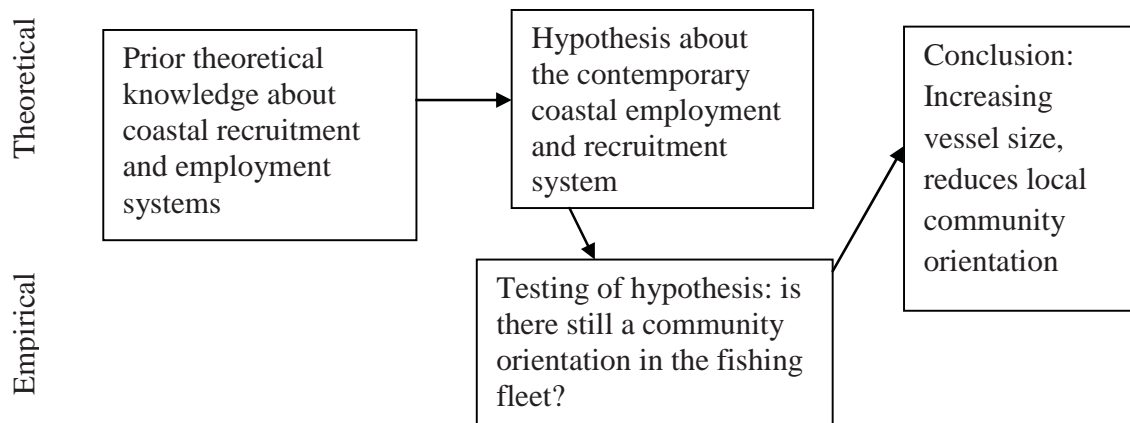 Theoretical
Prior theoretical
knowledge about
coastal recruitment
and employment
systems
Hypothesis about
the contemporary
coastal employment
and recruitment
system
Conclusion:
Increasing
vessel size,
reduces local
community
orientation
Empirical
Testing of hypothesis: is
there still a community
orientation in the fishing
fleet?